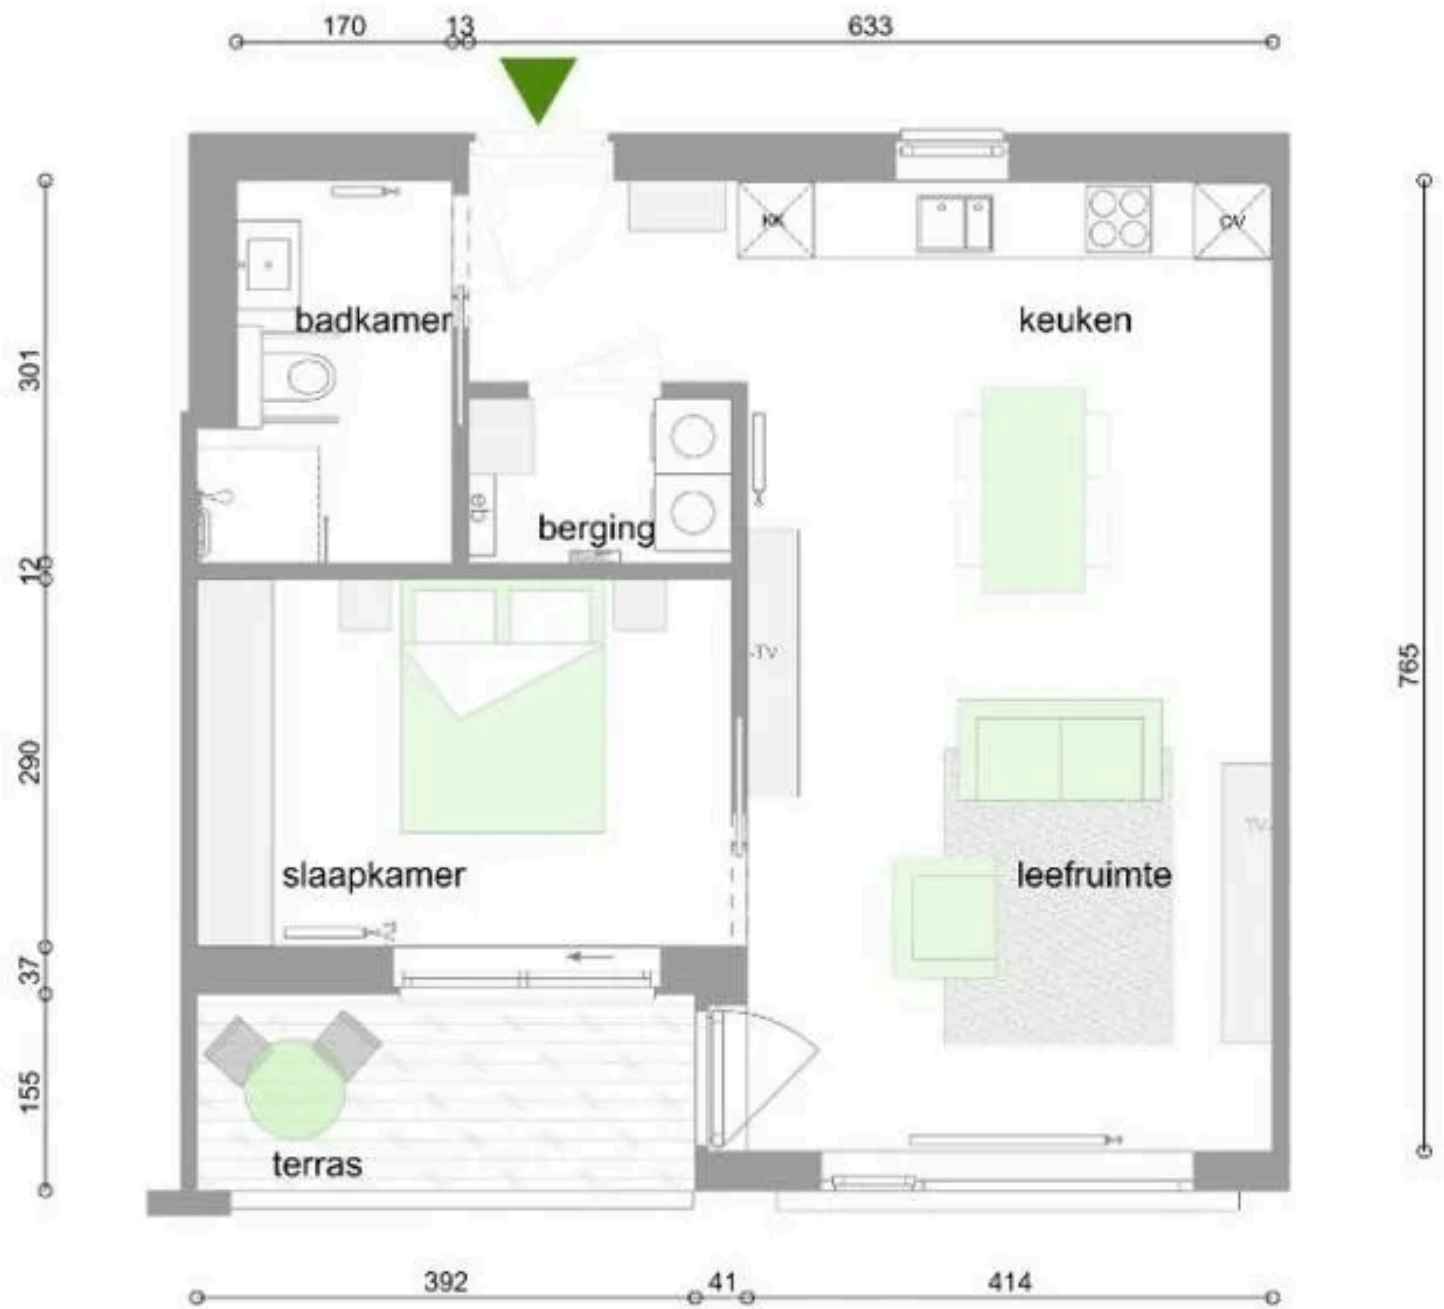 170 13 633
KK
CV
badkamer
keuken
301
eb
berging
12
TV
765
290
TV
slaapkamer
leefruimte
37
155
terras
392 41 414